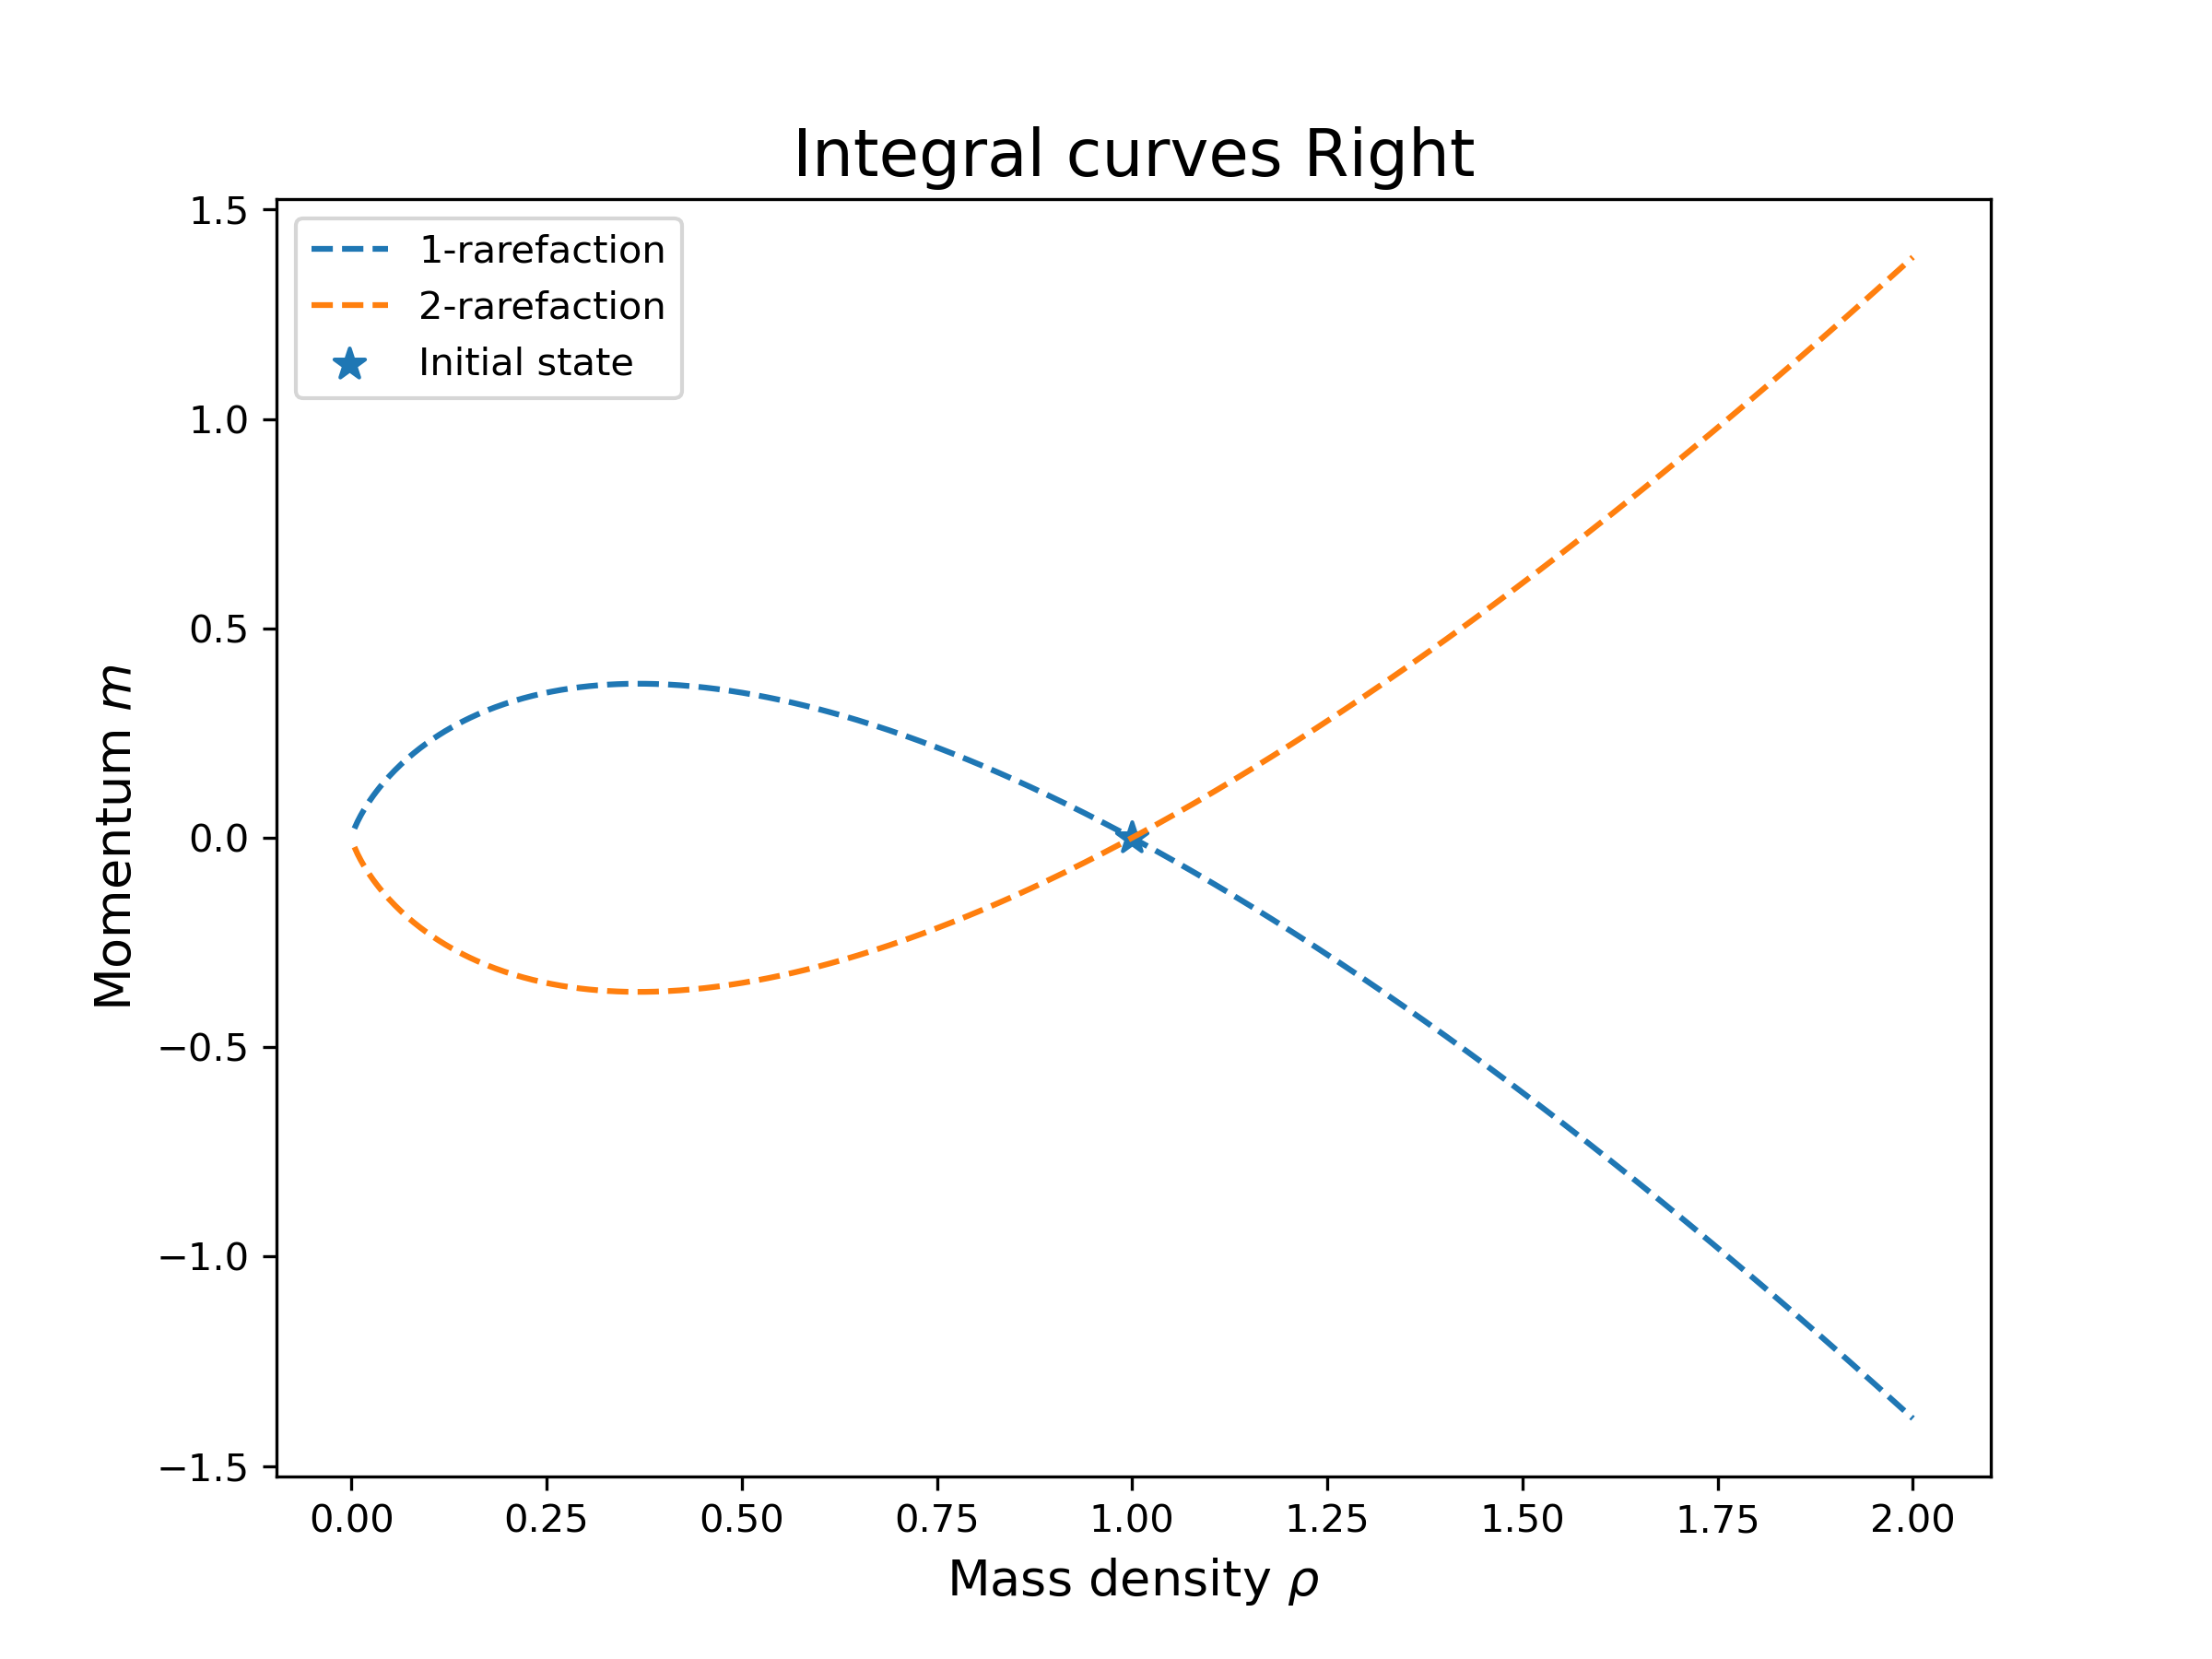 Integral curves Right
1.5
1.0
0.5
0.0
−0.5
−1.0
−1.5
Momentum m
1-rarefaction
2-rarefaction
Initial state
0.00 0.25 0.50 0.75 1.00 1.25 1.50 1.75 2.00
Mass density ρ